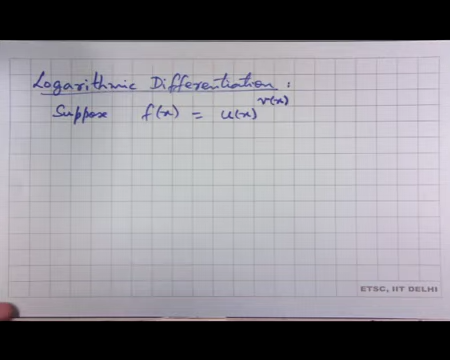 Logarithmic Differentiation :
Suppose f(x) = u(x)^v(x)
ETSC, IIT DELHI